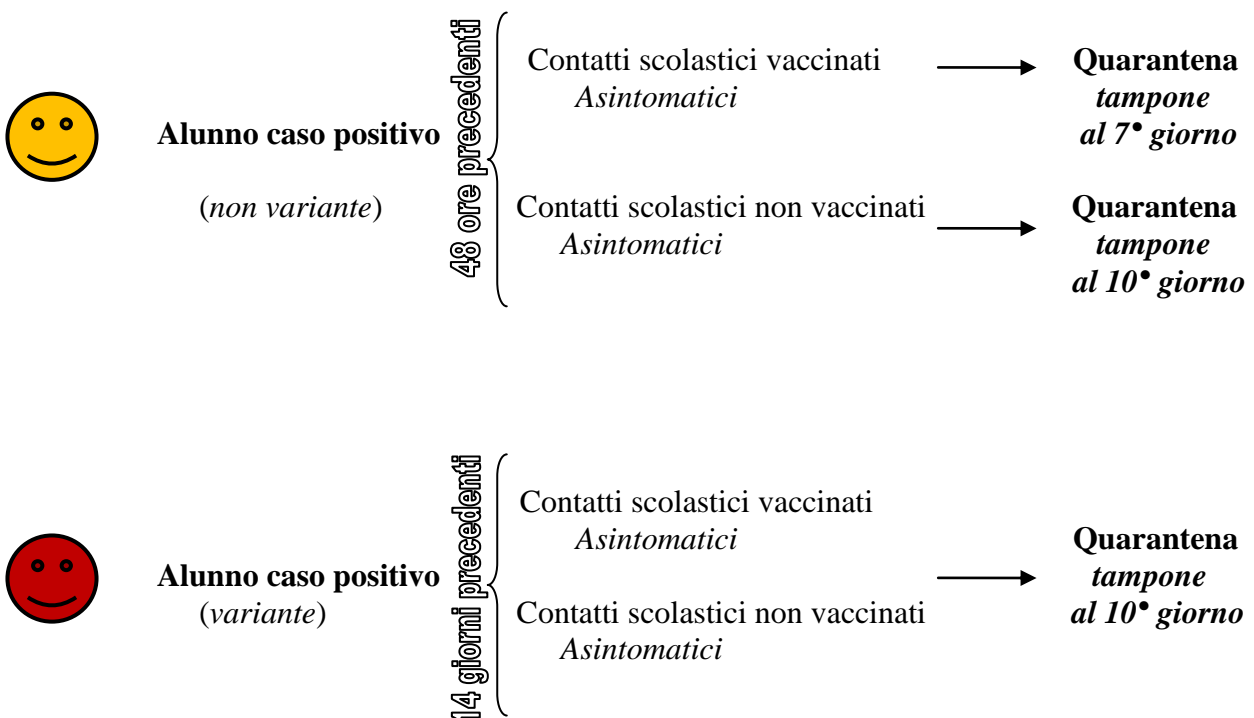 Alunno caso positivo
(non variante)
48 ore precedenti
Contatti scolastici vaccinati
Asintomatici
Quarantena
tampone
al 7• giorno
Contatti scolastici non vaccinati
Asintomatici
Quarantena
tampone
al 10• giorno
Alunno caso positivo
(variante)
14 giorni precedenti
Contatti scolastici vaccinati
Asintomatici
Contatti scolastici non vaccinati
Asintomatici
Quarantena
tampone
al 10• giorno